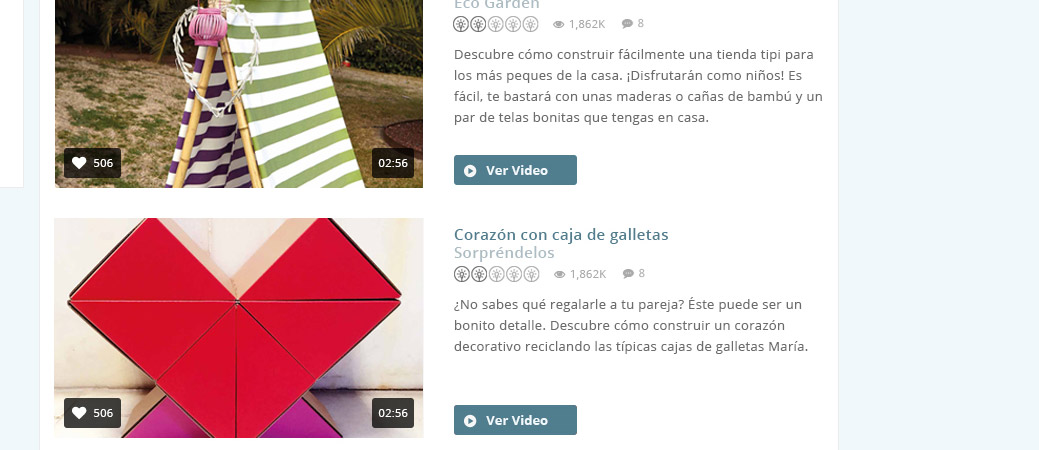 Eco Garden
1,862K 8
Descubre cómo construir fácilmente una tienda tipi para
los más peques de la casa. ¡Disfrutarán como niños! Es
fácil, te bastará con unas maderas o cañas de bambú y un
par de telas bonitas que tengas en casa.
506
02:56
Ver Video
Corazón con caja de galletas
Sorpréndelos
1,862K 8
¿No sabes qué regalarle a tu pareja? Éste puede ser un
bonito detalle. Descubre cómo construir un corazón
decorativo reciclando las típicas cajas de galletas María.
506
02:56
Ver Video